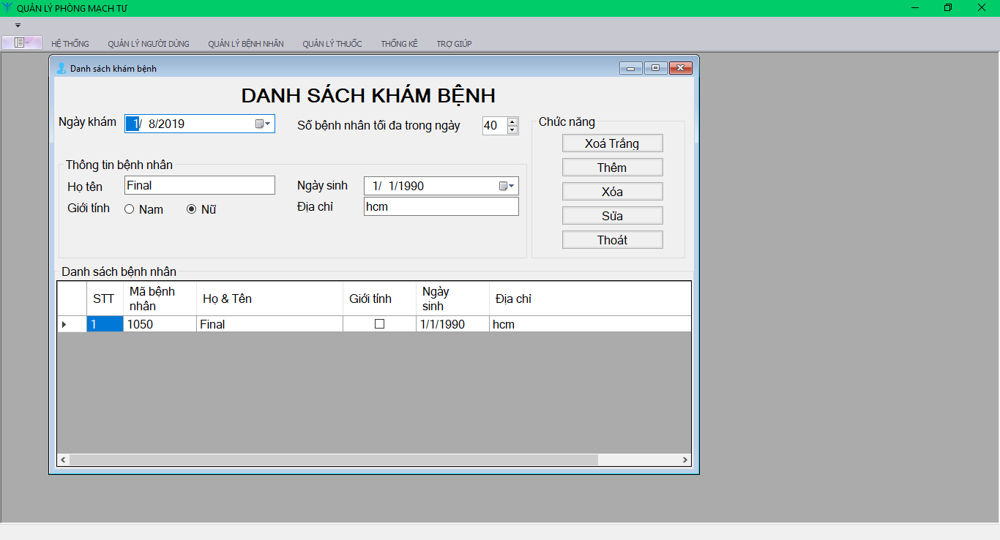 QUẢN LÝ PHÒNG MẠCH TƯ
HỆ THỐNG QUẢN LÝ NGƯỜI DÙNG QUẢN LÝ BỆNH NHÂN QUẢN LÝ THUỐC THỐNG KÊ TRỢ GIÚP
Danh sách khám bệnh
DANH SÁCH KHÁM BỆNH
Ngày khám 1/ 8/2019 Số bệnh nhân tối đa trong ngày 40
Chức năng
Xoá Trắng
Thêm
Xóa
Sửa
Thoát
Thông tin bệnh nhân
Họ tên Final Ngày sinh 1/ 1/1990
Giới tính Nam Nữ Địa chỉ hcm
Danh sách bệnh nhân
STT Mã bệnh nhân Họ & Tên Giới tính Ngày sinh Địa chỉ
1 1050 Final 1/1/1990 hcm